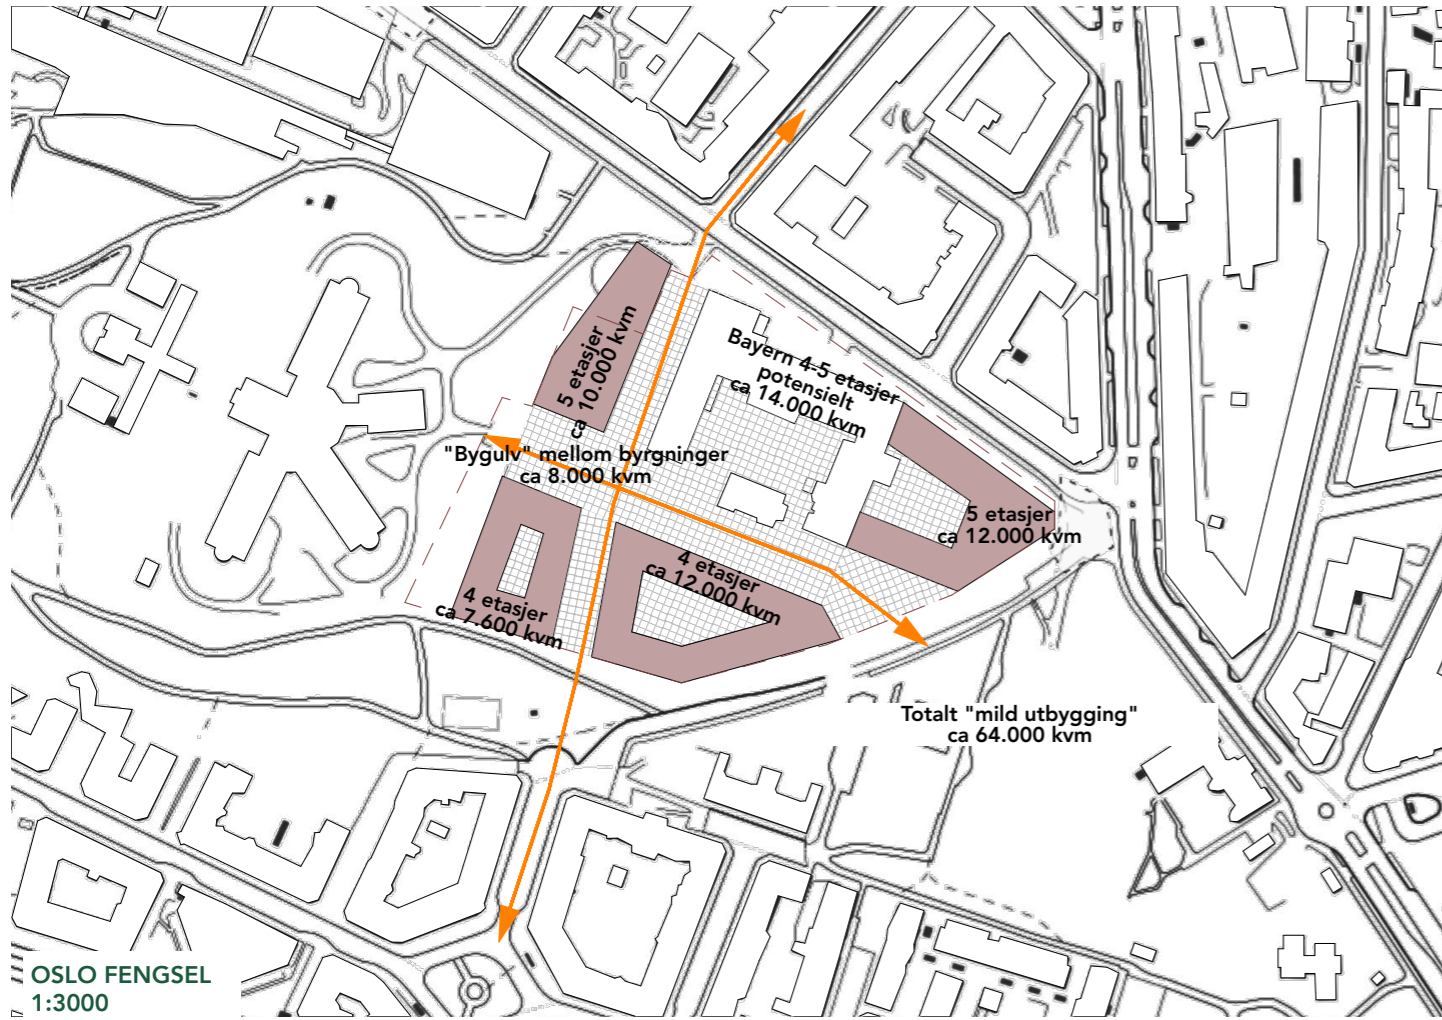 Bayern 4-5 etasjer
potensielt
ca 14.000 kvm
5 etasjer
ca 10.000 kvm
"Bygulv" mellom byrgninger
ca 8.000 kvm
5 etasjer
ca 12.000 kvm
4 etasjer
ca 12.000 kvm
4 etasjer
ca 7.600 kvm
Totalt "mild utbygging"
ca 64.000 kvm
OSLO FENGSEL
1:3000